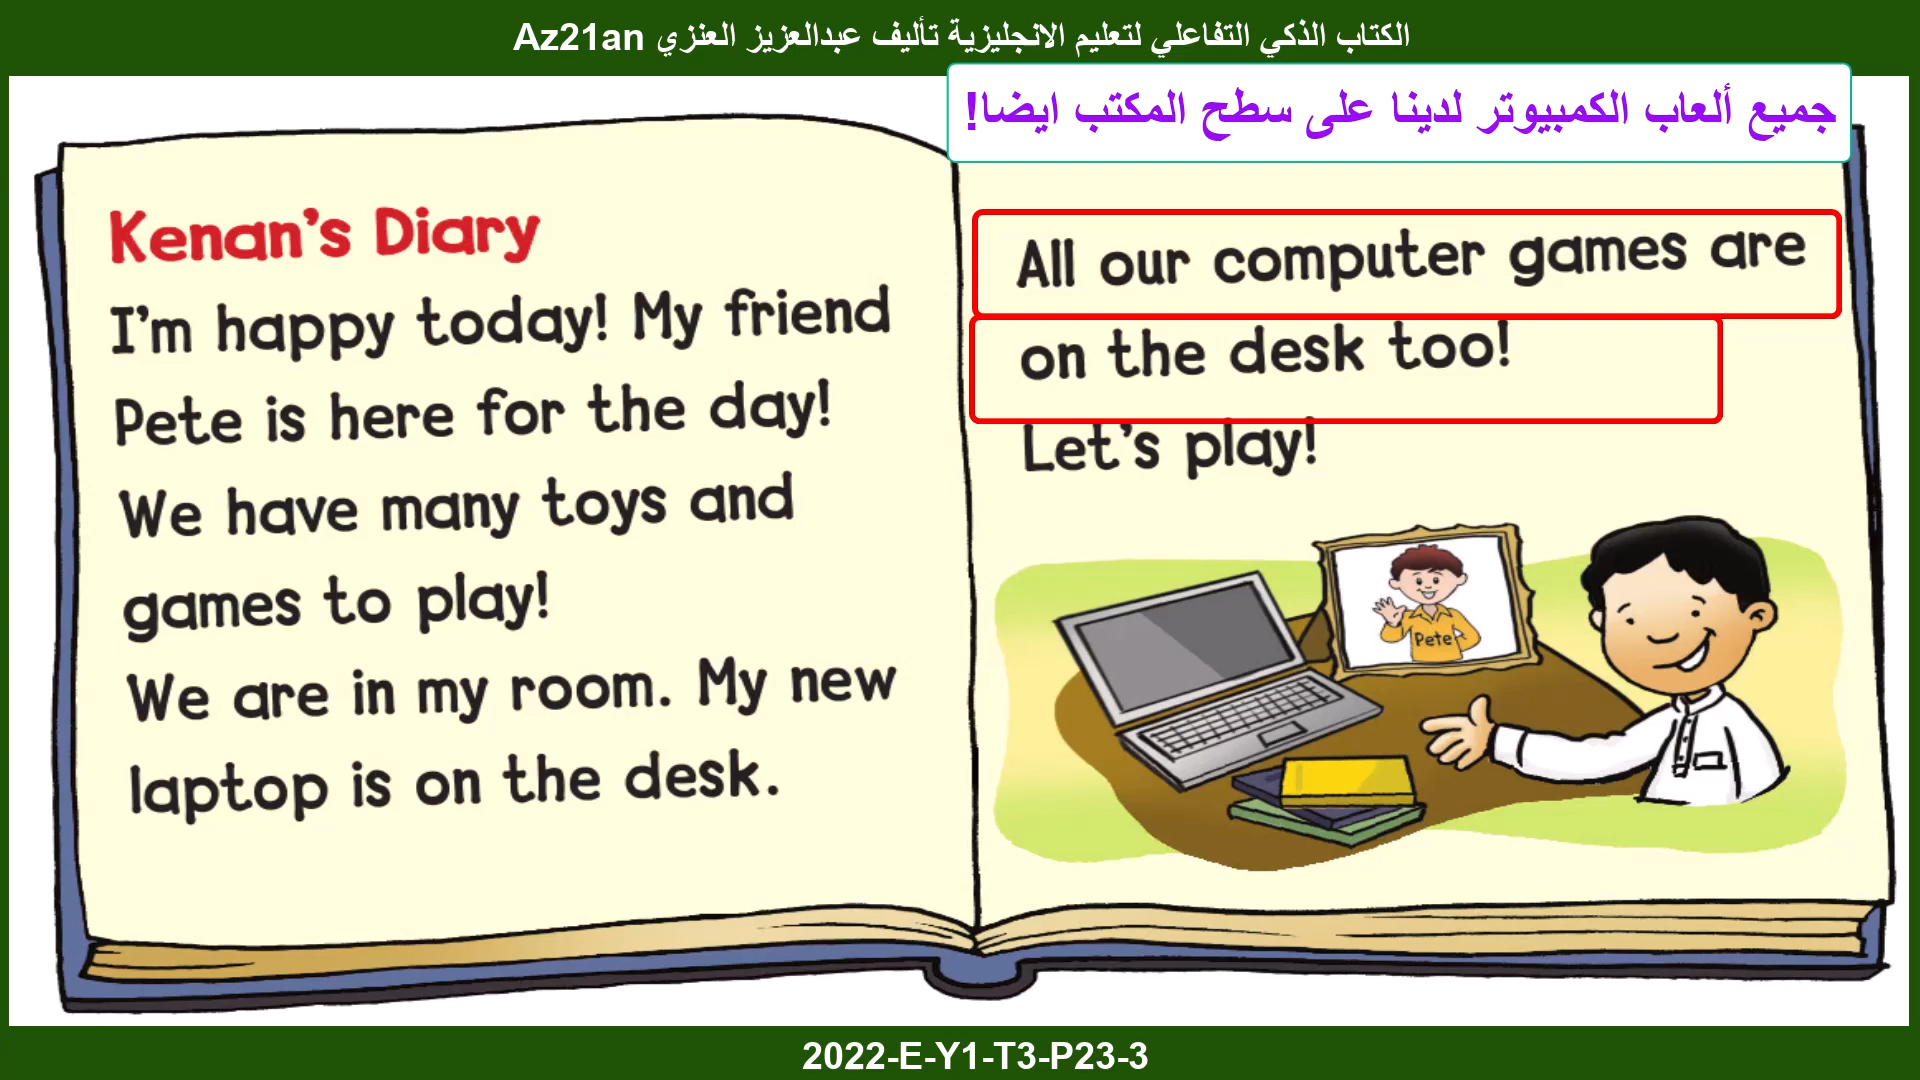 الكتاب الذكي التفاعلي لتعليم الانجليزية تأليف عبدالعزيز العنزي Az21an
جميع ألعاب الكمبيوتر لدينا على سطح المكتب ايضا!
Kenan's Diary
I'm happy today! My friend
Pete is here for the day!
We have many toys and
games to play!
We are in my room. My new
laptop is on the desk.
All our computer games are
on the desk too!
Let's play!
Pete
2022-E-Y1-T3-P23-3